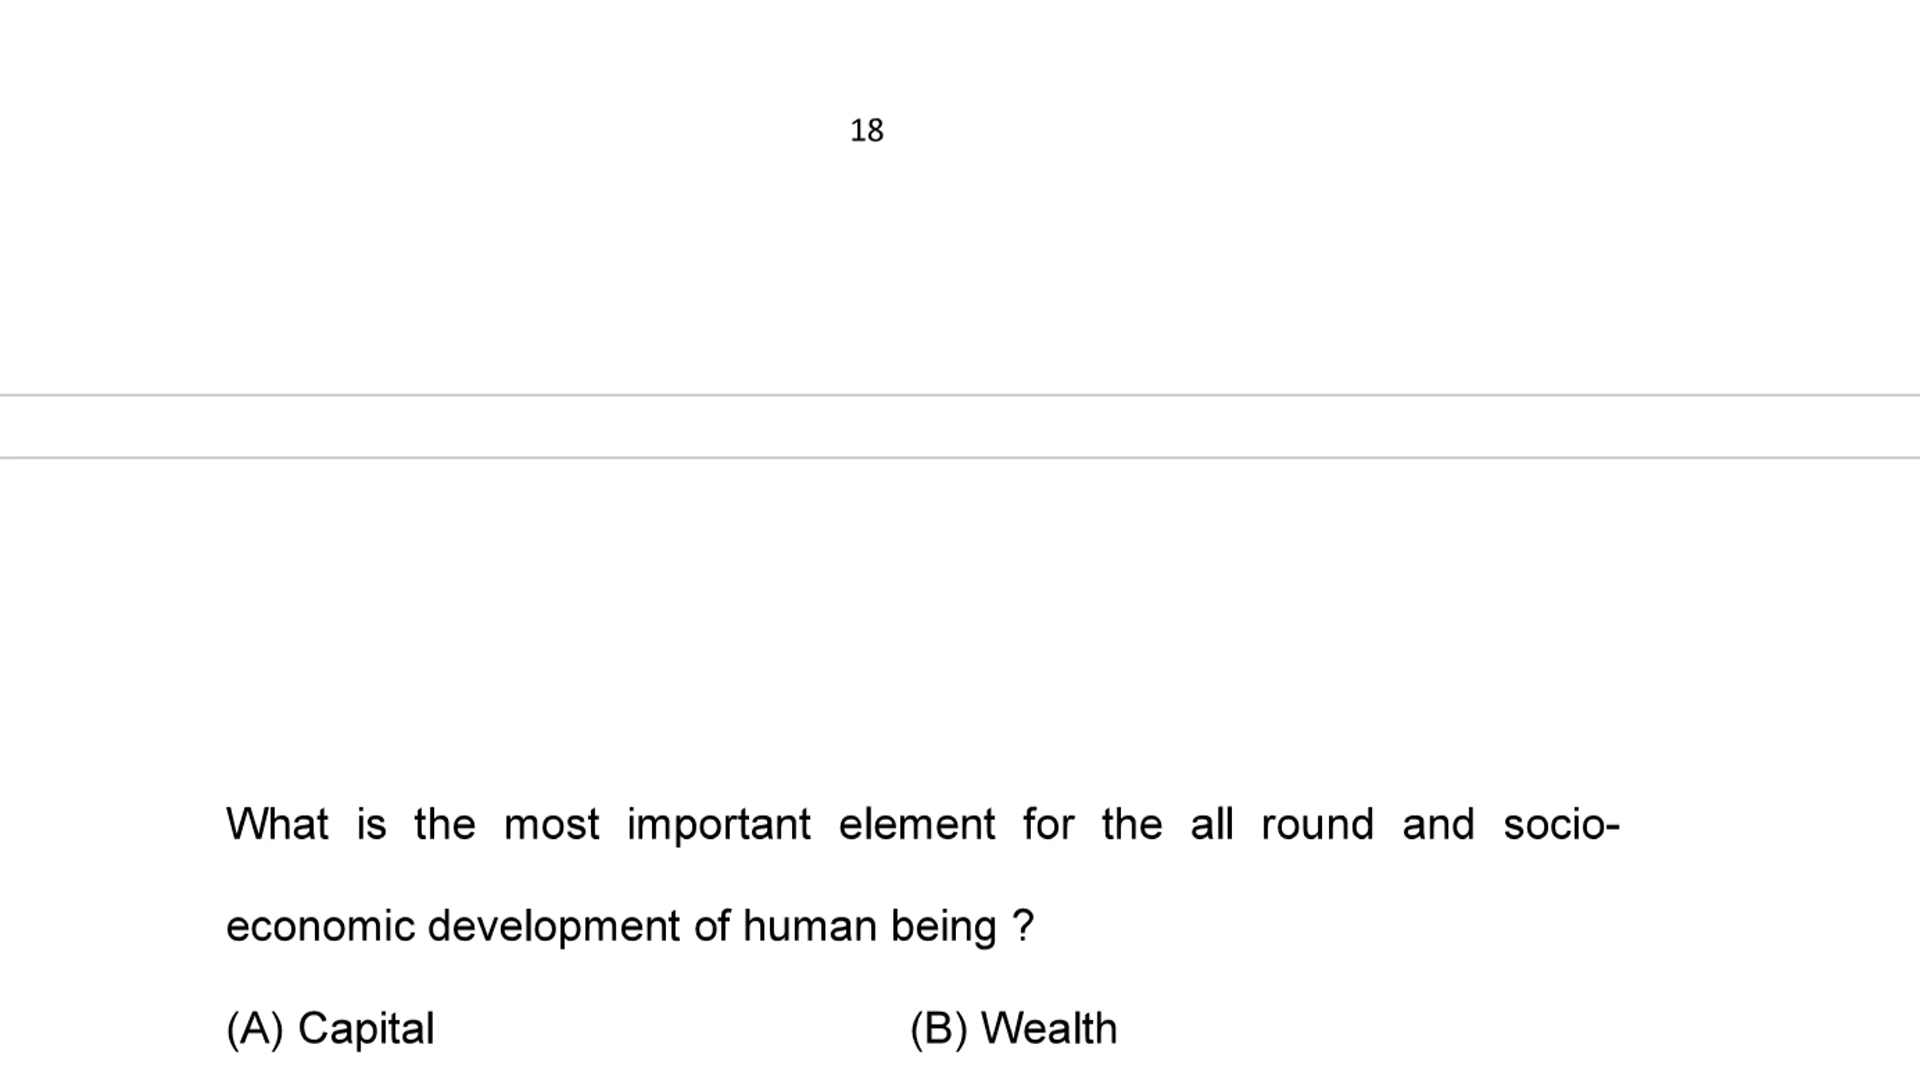 18
What is the most important element for the all round and socio-
economic development of human being ?
(A) Capital (B) Wealth